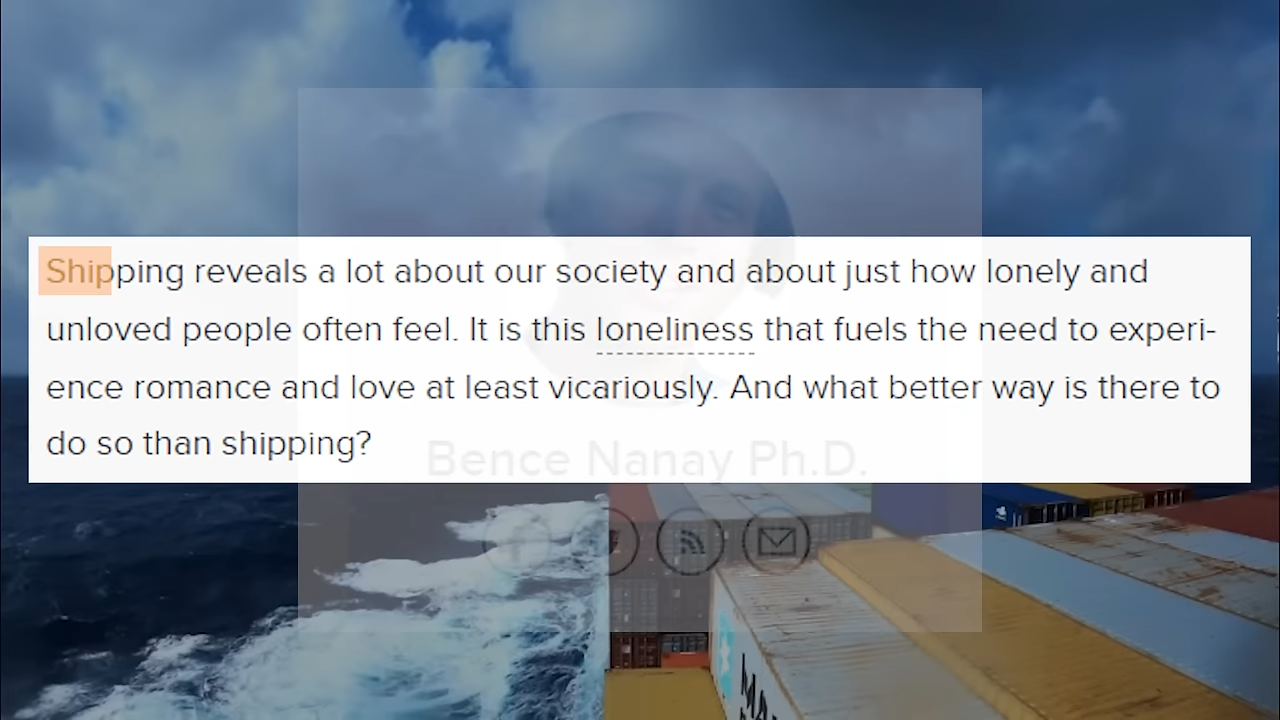 Shipping reveals a lot about our society and about just how lonely and
unloved people often feel. It is this loneliness that fuels the need to experi-
ence romance and love at least vicariously. And what better way is there to
do so than shipping?
Bence Nanay Ph.D.